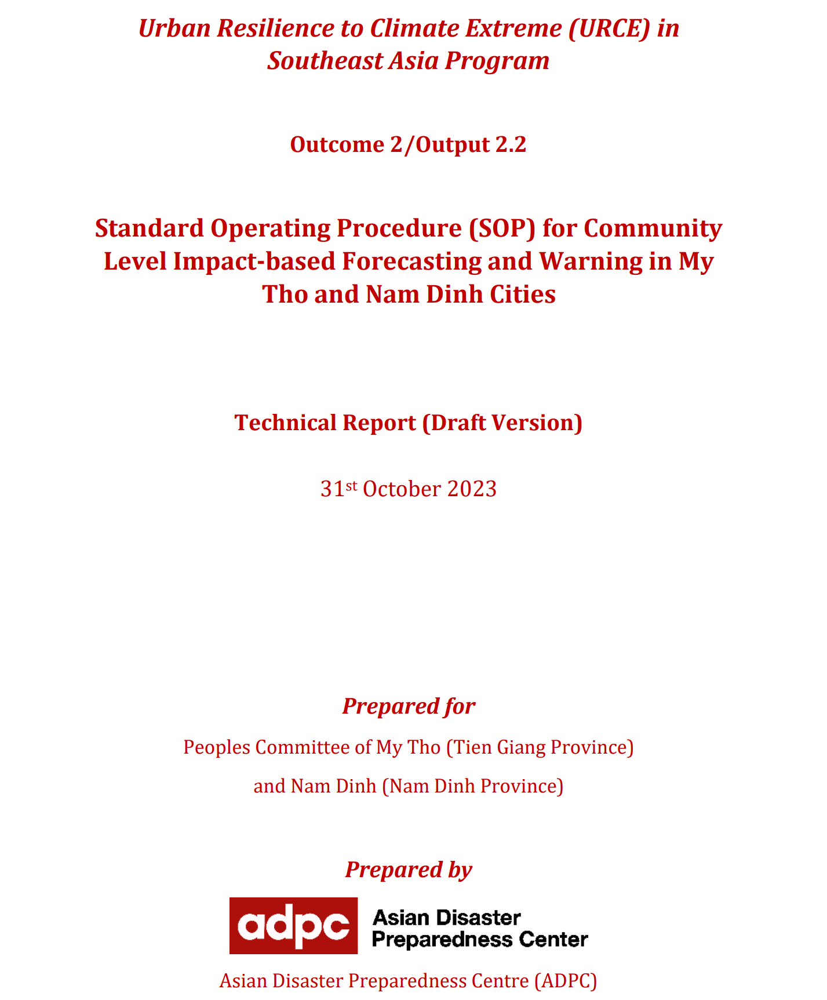 Urban Resilience to Climate Extreme (URCE) in
Southeast Asia Program
Outcome 2/Output 2.2
Standard Operating Procedure (SOP) for Community
Level Impact-based Forecasting and Warning in My
Tho and Nam Dinh Cities
Technical Report (Draft Version)
31st October 2023
Prepared for
Peoples Committee of My Tho (Tien Giang Province)
and Nam Dinh (Nam Dinh Province)
Prepared by
adpc Asian Disaster
Preparedness Center
Asian Disaster Preparedness Centre (ADPC)